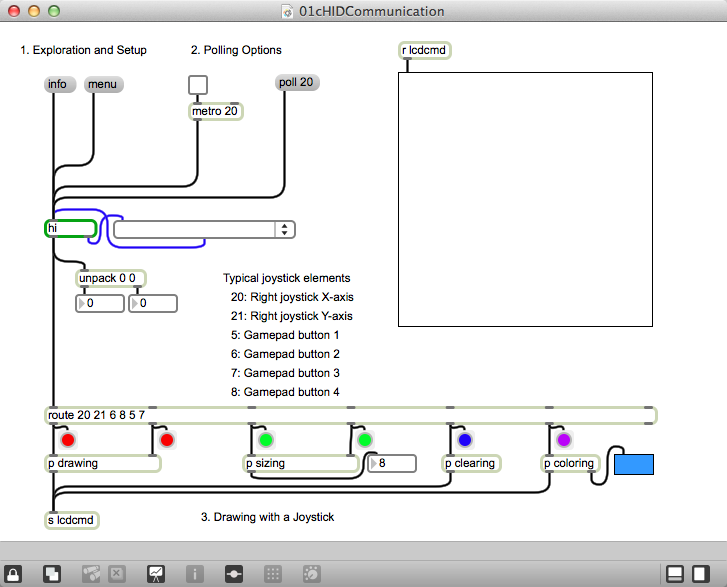 01cHIDCommunication
1. Exploration and Setup
2. Polling Options
r lcdcmd
info
menu
poll 20
metro 20
hi
unpack 0 0
0
0
Typical joystick elements
20: Right joystick X-axis
21: Right joystick Y-axis
5: Gamepad button 1
6: Gamepad button 2
7: Gamepad button 3
8: Gamepad button 4
route 20 21 6 8 5 7
p drawing
p sizing
8
p clearing
p coloring
s lcdcmd
3. Drawing with a Joystick